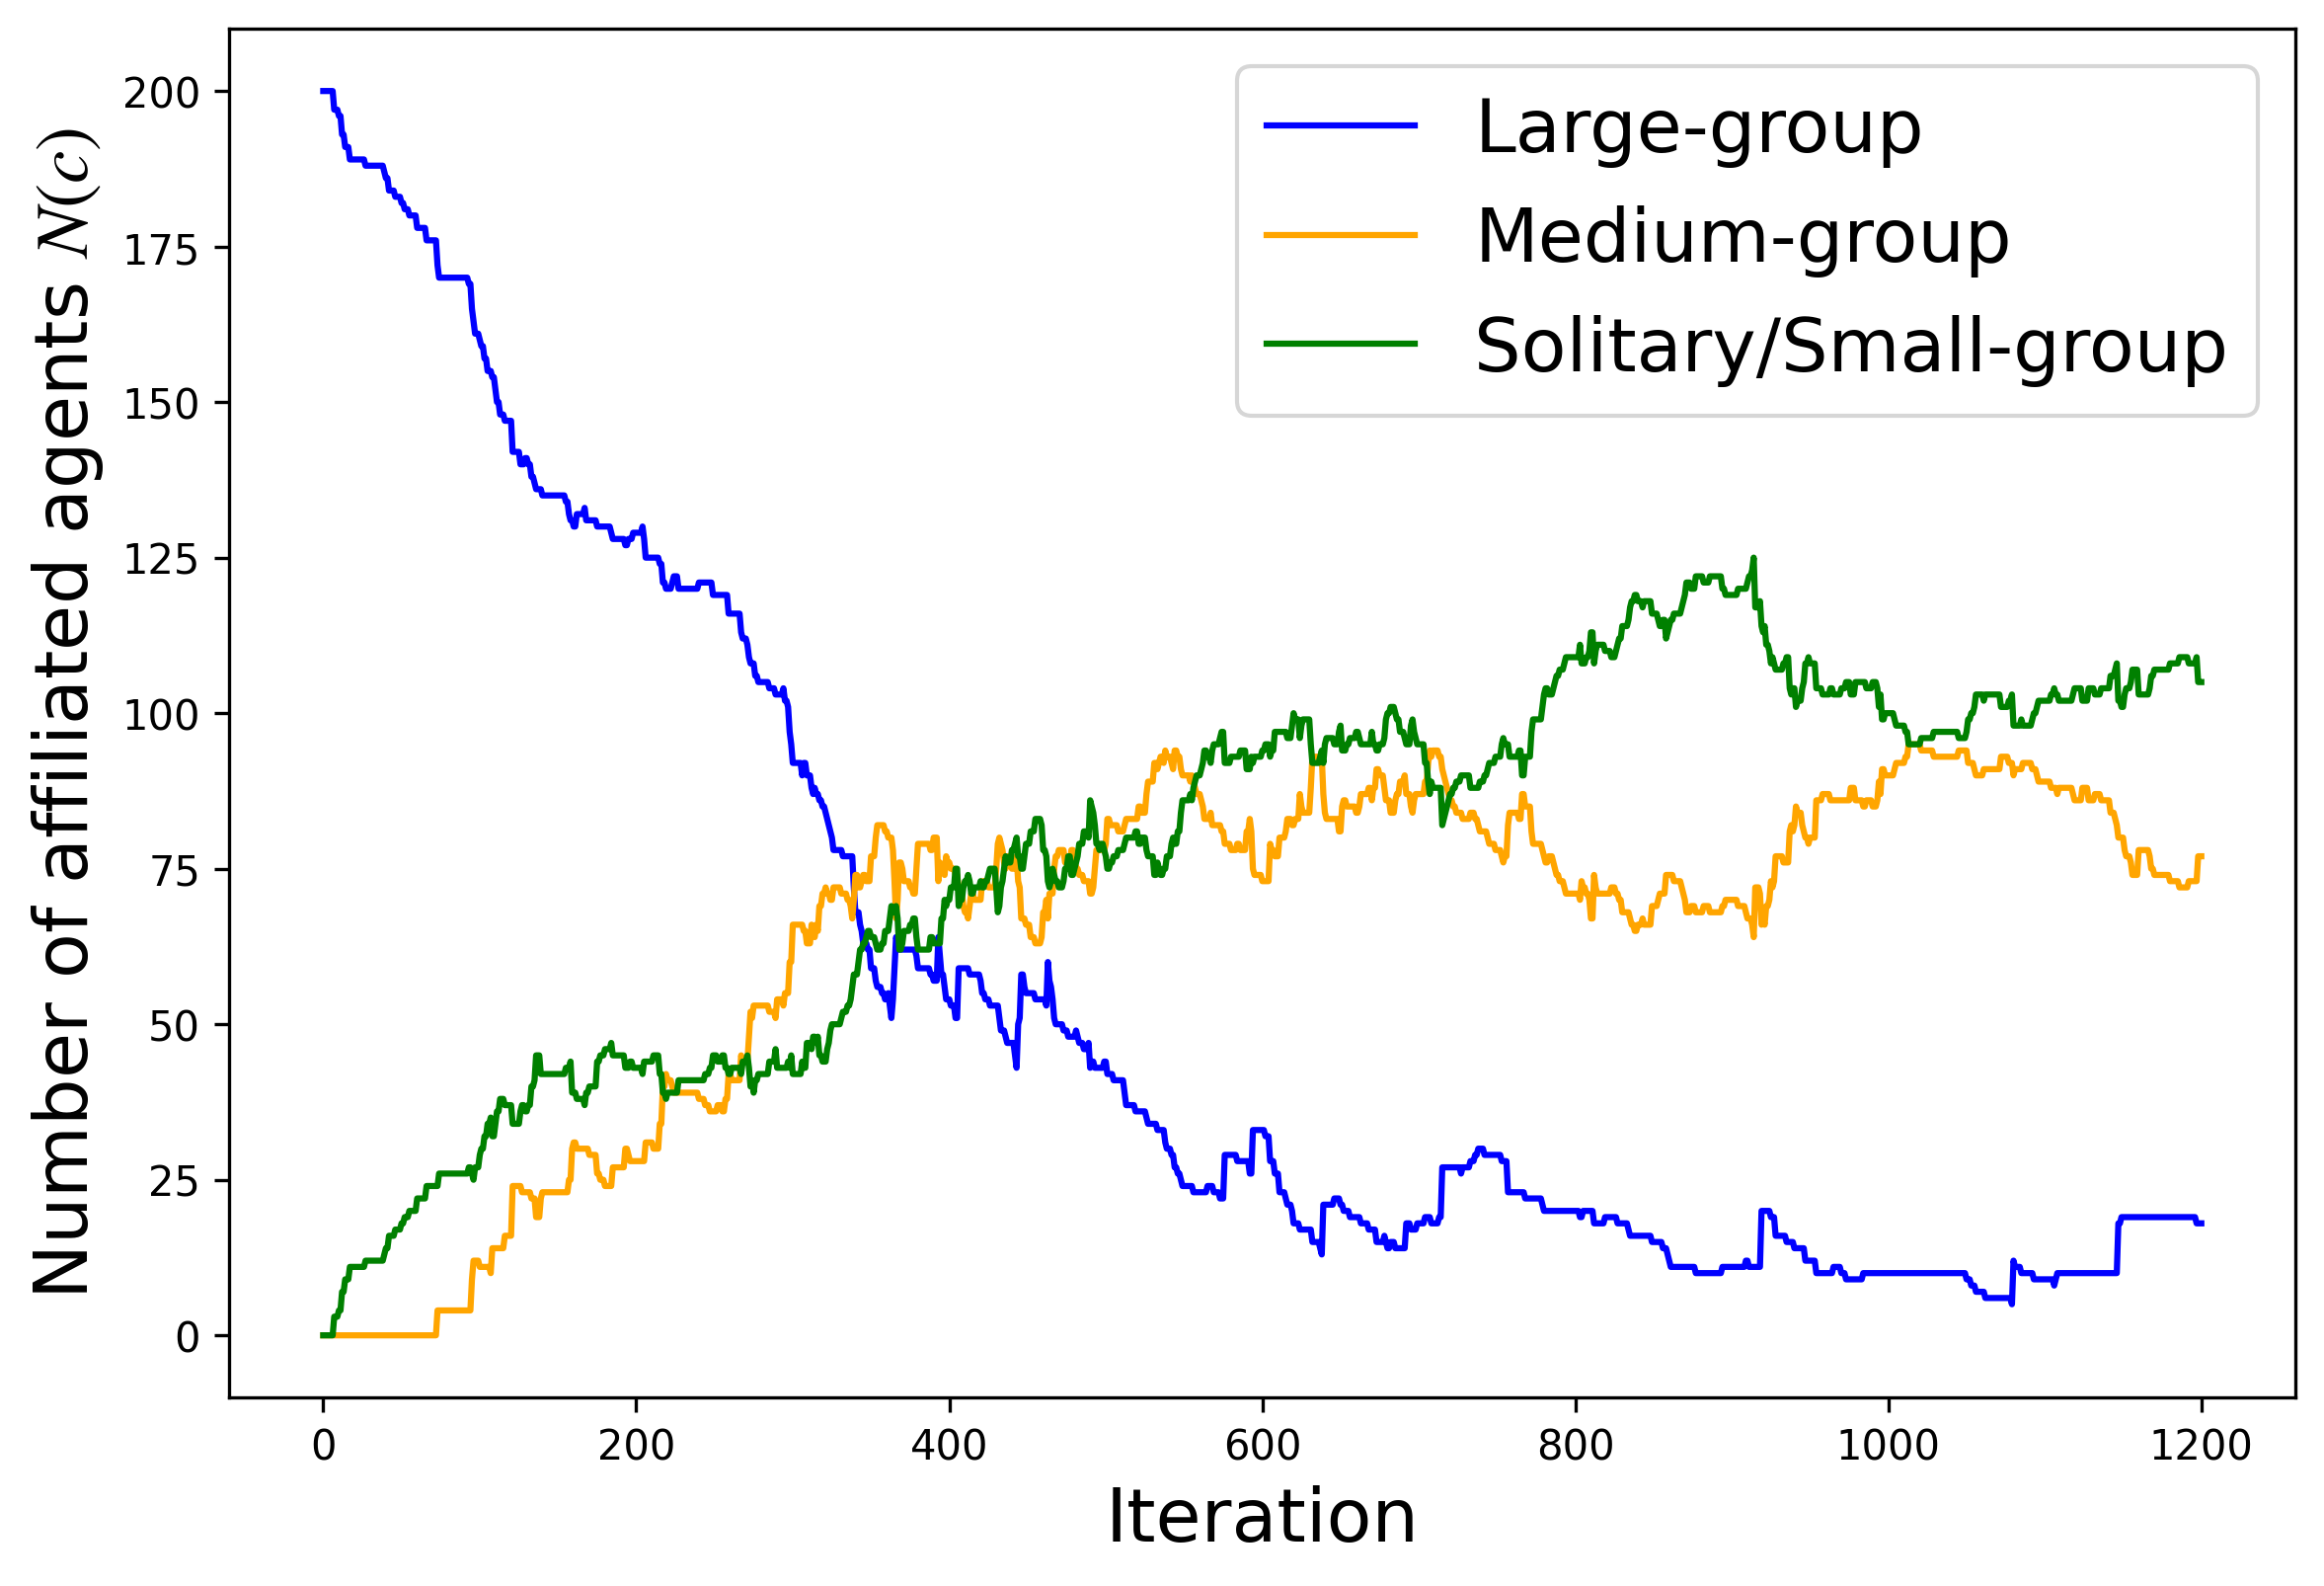 Number of affiliated agents N(c)
200
175
150
125
100
75
50
25
0
Large-group
Medium-group
Solitary/Small-group
0 200 400 600 800 1000 1200
Iteration